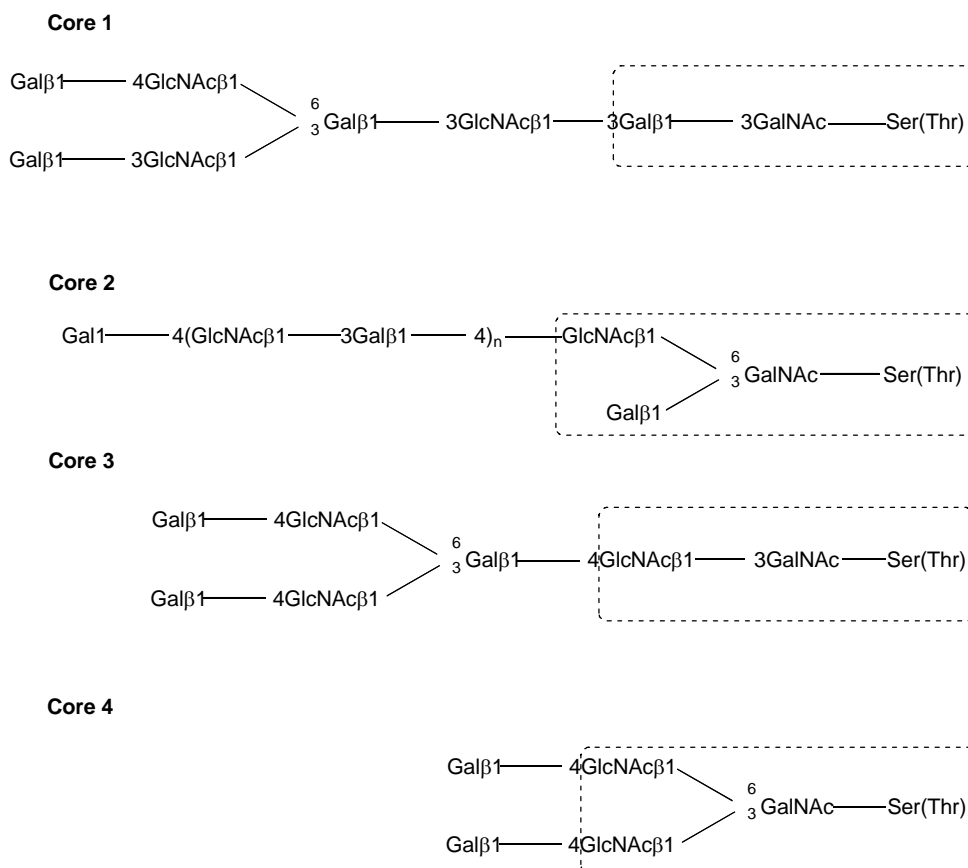 Core 1
Galβ1 4GlcNAcβ1
6
3 Galβ1 3GlcNAcβ1 3Galβ1 3GalNAc Ser(Thr)
Galβ1 3GlcNAcβ1
Core 2
Gal1 4(GlcNAcβ1 3Galβ1 4)n GlcNAcβ1
6
3 GalNAc Ser(Thr)
Galβ1
Core 3
Galβ1 4GlcNAcβ1
6
3 Galβ1 4GlcNAcβ1 3GalNAc Ser(Thr)
Galβ1 4GlcNAcβ1
Core 4
Galβ1 4GlcNAcβ1
6
3 GalNAc Ser(Thr)
Galβ1 4GlcNAcβ1